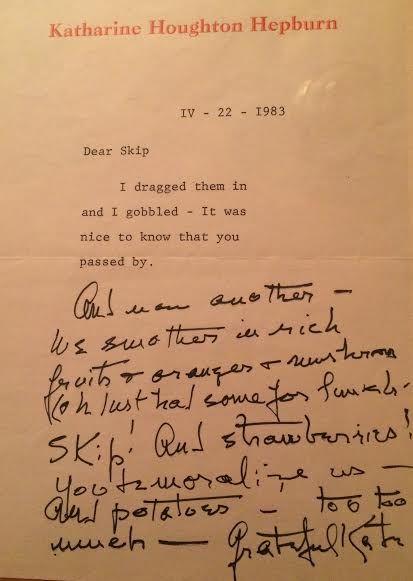 Katharine Houghton Hepburn
IV - 22 - 1983
Dear Skip
I dragged them in
and I gobbled - It was
nice to know that you
passed by.
And now another -
We smother in rich
fruits + oranges + mushroom
(oh just had some for lunch -
Skip! And strawberries!
You demoralize us -
And potatoes - too too
much - Grateful Kate